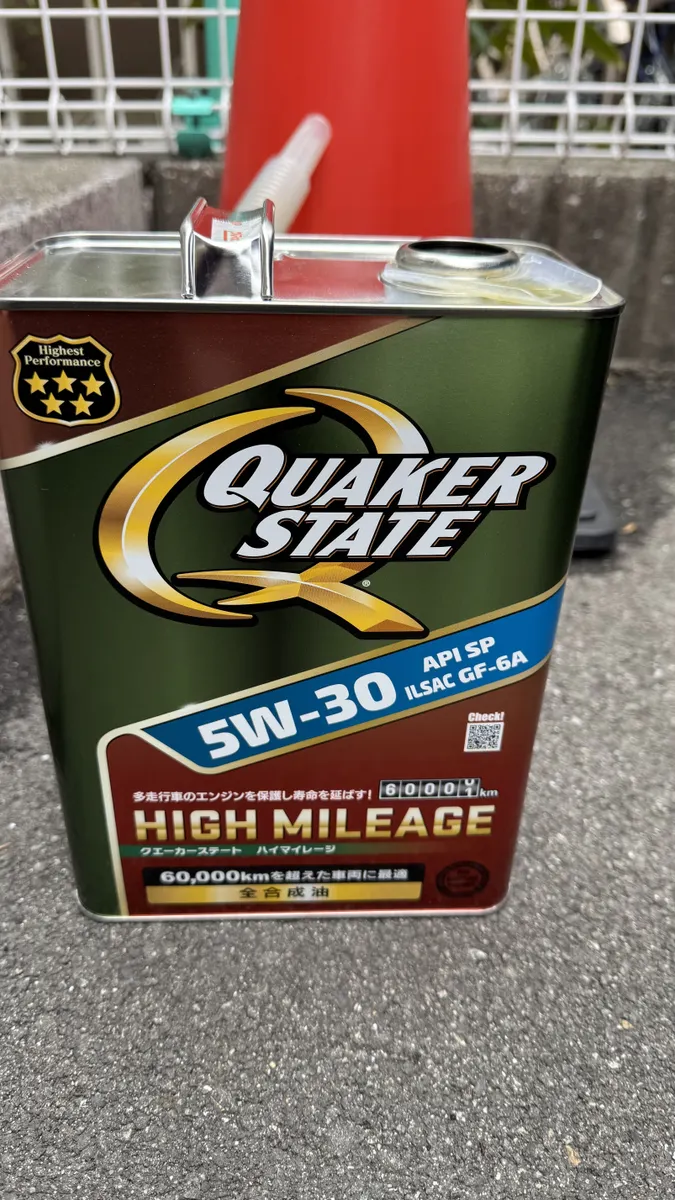 Highest
Performance
QUAKER
STATE
®
5W-30
API SP
ILSAC GF-6A
Check!
多走行車のエンジンを保護し寿命を延ばす!
60000 km
HIGH MILEAGE
クエーカーステート ハイマイレージ
60,000kmを超えた車両に最適
全合成油